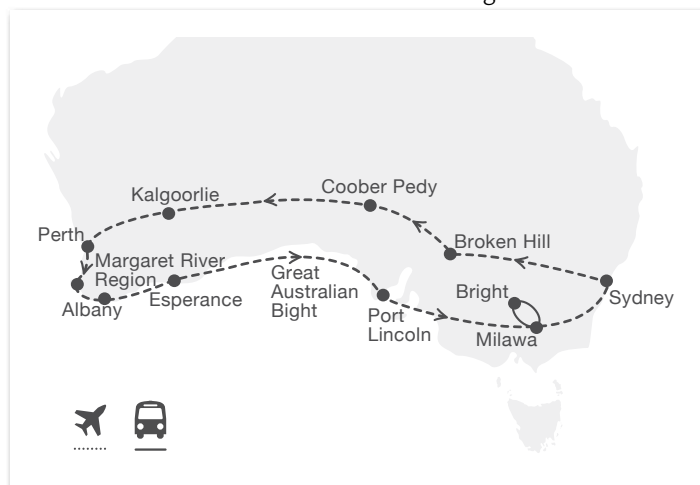 Kalgoorlie
Coober Pedy
Perth
Broken Hill
Margaret River
Region
Albany
Esperance
Great
Australian
Bight
Port
Lincoln
Bright
Milawa
Sydney